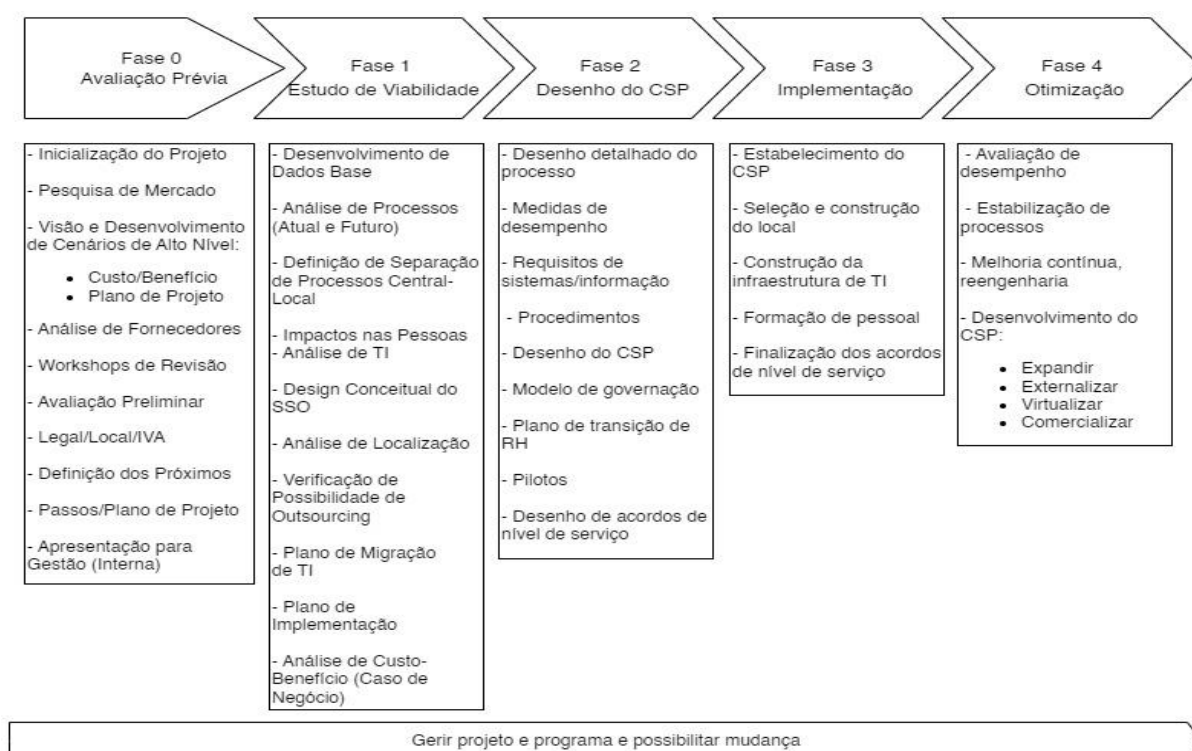 Fase 0
Avaliação Prévia
Fase 1
Estudo de Viabilidade
Fase 2
Desenho do CSP
Fase 3
Implementação
Fase 4
Otimização
- Inicialização do Projeto
- Pesquisa de Mercado
- Visão e Desenvolvimento
de Cenários de Alto Nível:
• Custo/Benefício
• Plano de Projeto
- Análise de Fornecedores
- Workshops de Revisão
- Avaliação Preliminar
- Legal/Local/IVA
- Definição dos Próximos
- Passos/Plano de Projeto
- Apresentação para
Gestão (Interna)
- Desenvolvimento de
Dados Base
- Análise de Processos
(Atual e Futuro)
- Definição de Separação
de Processos Central-
Local
- Impactos nas Pessoas
- Análise de TI
- Design Conceitual do
SSO
- Análise de Localização
- Verificação de
Possibilidade de
Outsourcing
- Plano de Migração
de TI
- Plano de
Implementação
- Análise de Custo-
Benefício (Caso de
Negócio)
- Desenho detalhado do
processo
- Medidas de
desempenho
- Requisitos de
sistemas/informação
- Procedimentos
- Desenho do CSP
- Modelo de governação
- Plano de transição de
RH
- Pilotos
- Desenho de acordos de
nível de serviço
- Estabelecimento do
CSP
- Seleção e construção
do local
- Construção da
infraestrutura de TI
- Formação de pessoal
- Finalização dos acordos
de nível de serviço
- Avaliação de
desempenho
- Estabilização de
processos
- Melhoria contínua,
reengenharia
- Desenvolvimento do
CSP:
• Expandir
• Externalizar
• Virtualizar
• Comercializar
Gerir projeto e programa e possibilitar mudança